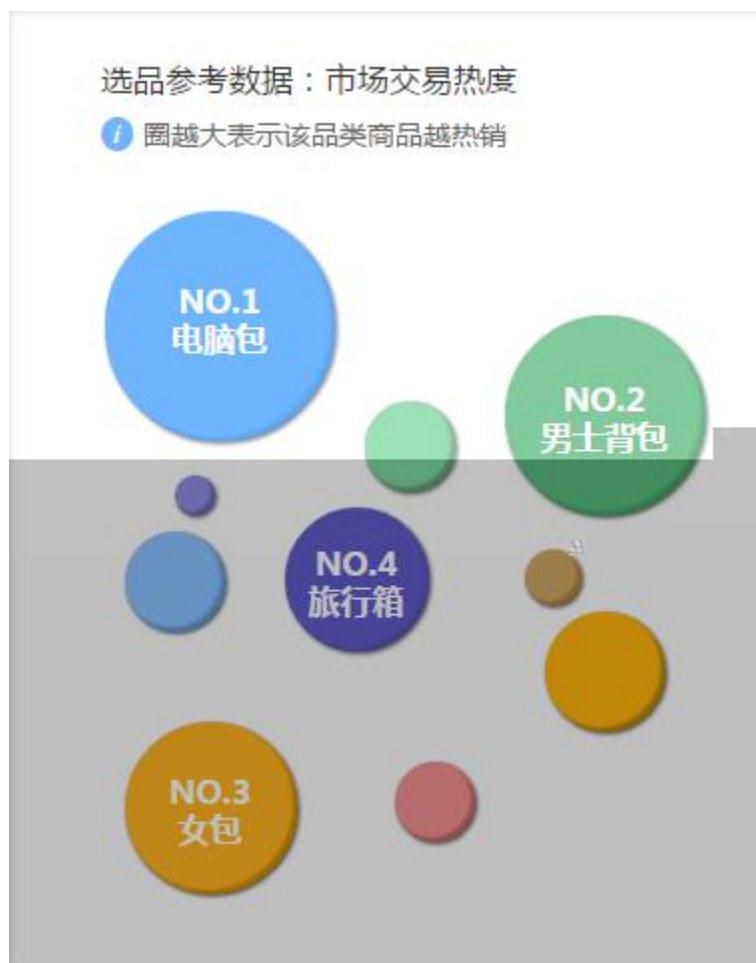 选品参考数据：市场交易热度
i 圈越大表示该品类商品越热销
NO.1
电脑包
NO.2
男士背包
NO.4
旅行箱
NO.3
女包